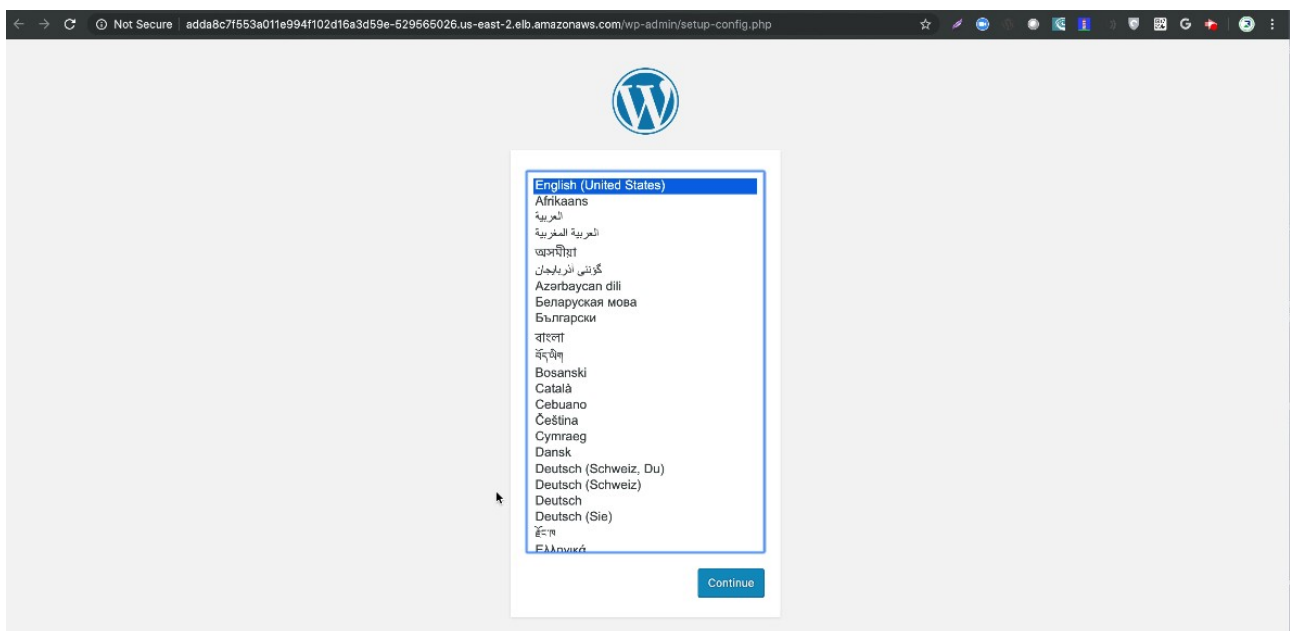 Not Secure adda8c7f553a011e994f102d16a3d59e-529565026.us-east-2.elb.amazonaws.com/wp-admin/setup-config.php
English (United States)
Afrikaans
العربية
العربية المغربية
অসমীয়া
گؤنئی آذربایجان
Azərbaycan dili
Беларуская мова
Български
বাংলা
བོད་ཡིག
Bosanski
Català
Cebuano
Čeština
Cymraeg
Dansk
Deutsch (Schweiz, Du)
Deutsch (Schweiz)
Deutsch
Deutsch (Sie)
རྫོང་ཁ
Ελληνικά
Continue